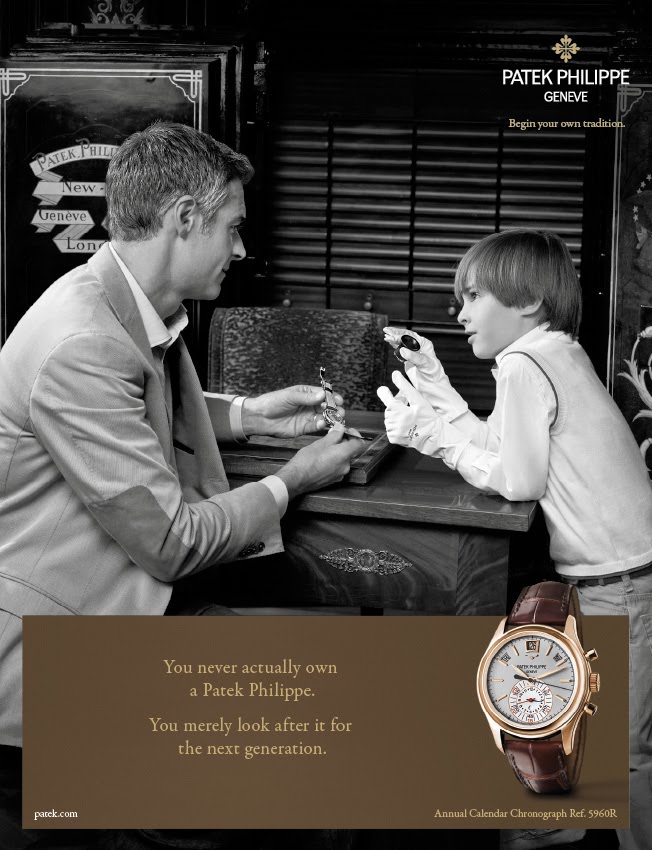 PATEK PHILIPPE
GENEVE
Begin your own tradition.
PATEK, PHILI
New-
Genève
Lon
You never actually own
a Patek Philippe.
You merely look after it for
the next generation.
PATEK PHILIPPE
GENEVE
patek.com
Annual Calendar Chronograph Ref. 5960R